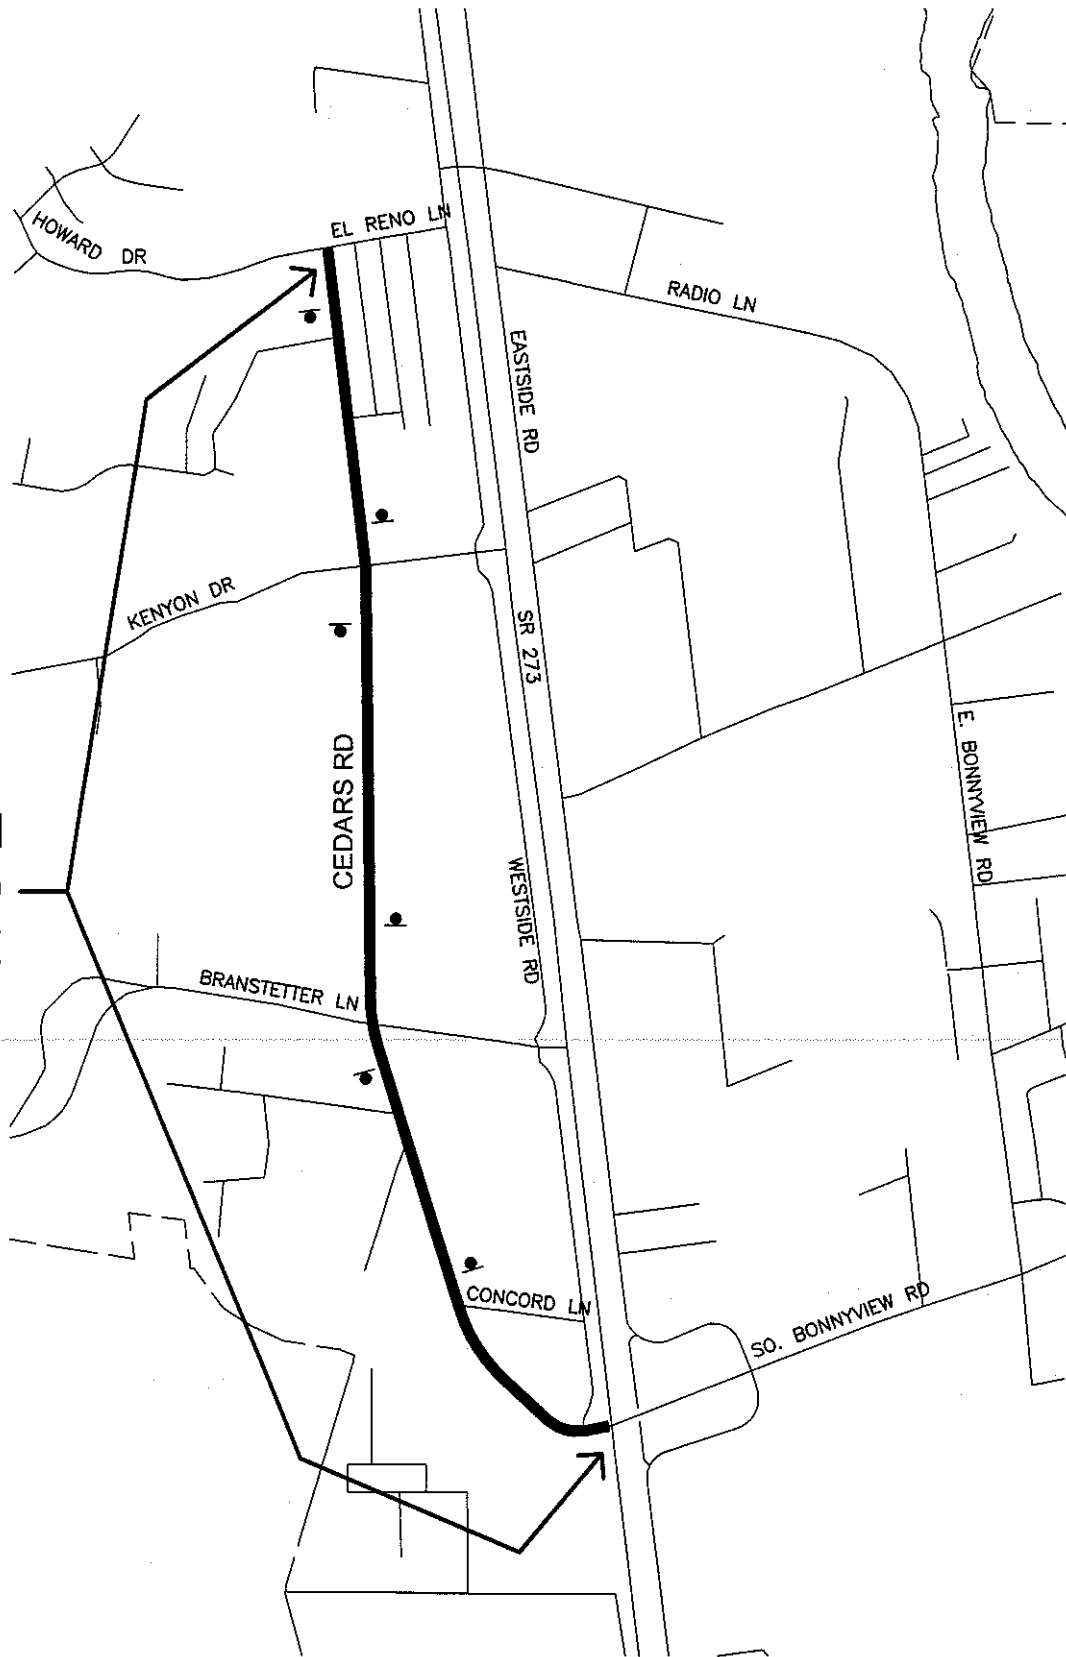 EL RENO LN
HOWARD DR
RADIO LN
EASTSIDE RD
KENYON DR
SR 273
CEDARS RD
E. BONNYVIEW RD
WESTSIDE RD
BRANSTETTER LN
CONCORD LN
SO. BONNYVIEW RD